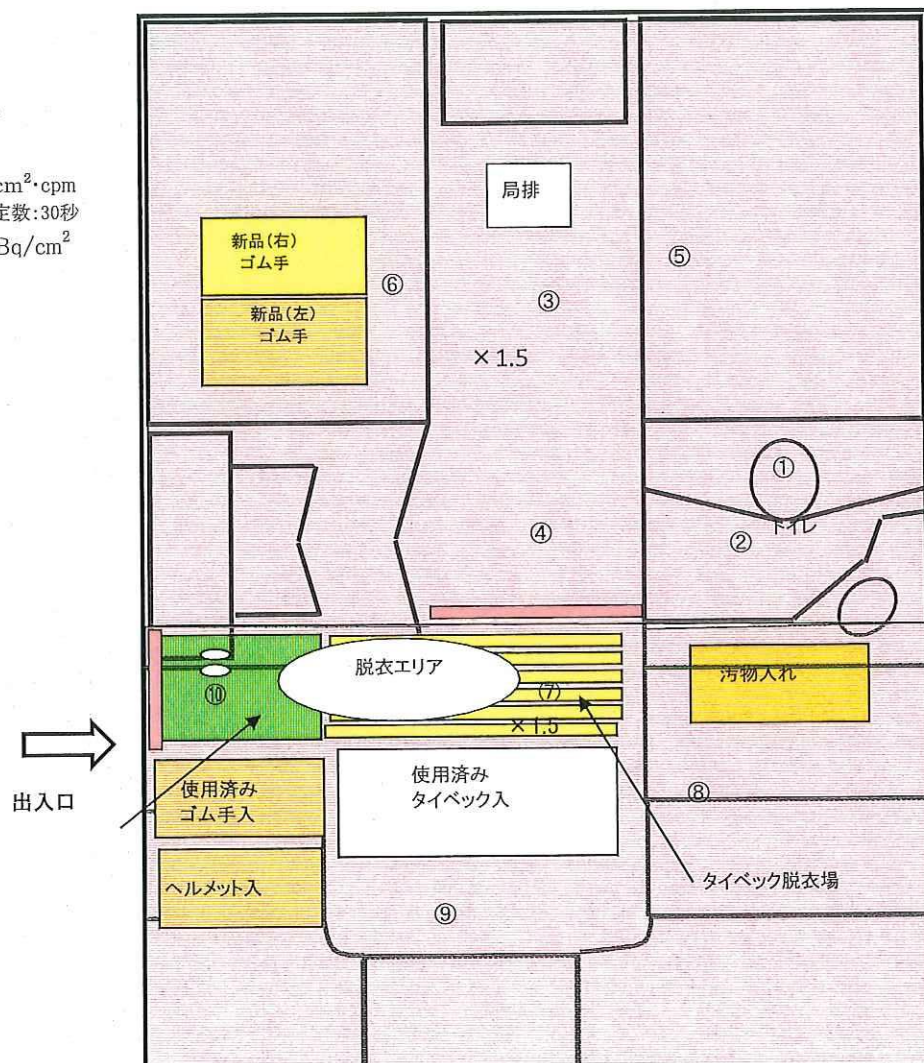 cm²・cpm
定数:30秒
Bq/cm²
局排
新品(右)
ゴム手
新品(左)
ゴム手
⑥
③
⑤
×1.5
①
④
②
トイレ
脱衣エリア
⑩
(7)
×1.5
汚物入れ
出入口
使用済み
ゴム手入
使用済み
タイベック入
⑧
ヘルメット入
タイベック脱衣場
⑨